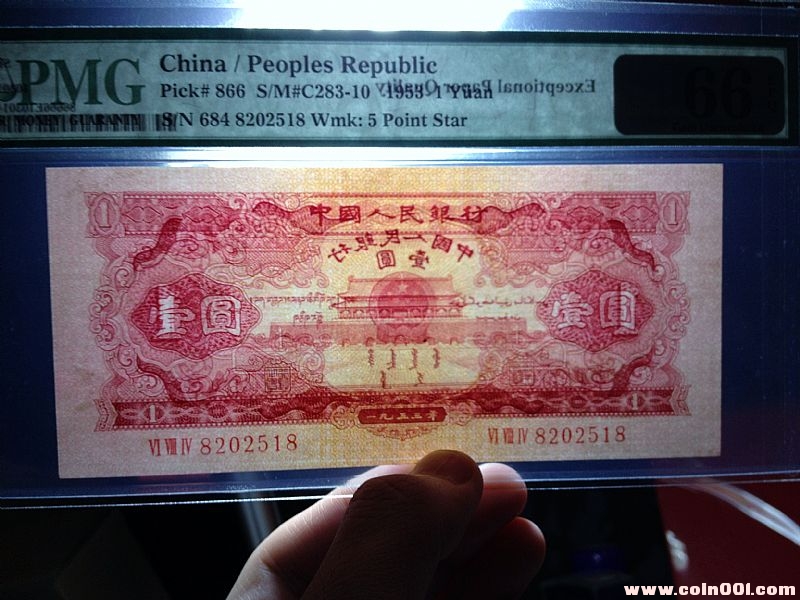 PMG
China / Peoples Republic
Pick# 866 S/M#C283-10 1953 1 Yuan
S/N 684 8202518 Wmk: 5 Point Star
Exceptional Paper Quality
66
1 中國人民銀行 1
中國人民銀行
壹圓
壹圓 壹圓
1 一九五三年 1
VI VIII IV 8202518 VI VIII IV 8202518
www.coin001.com